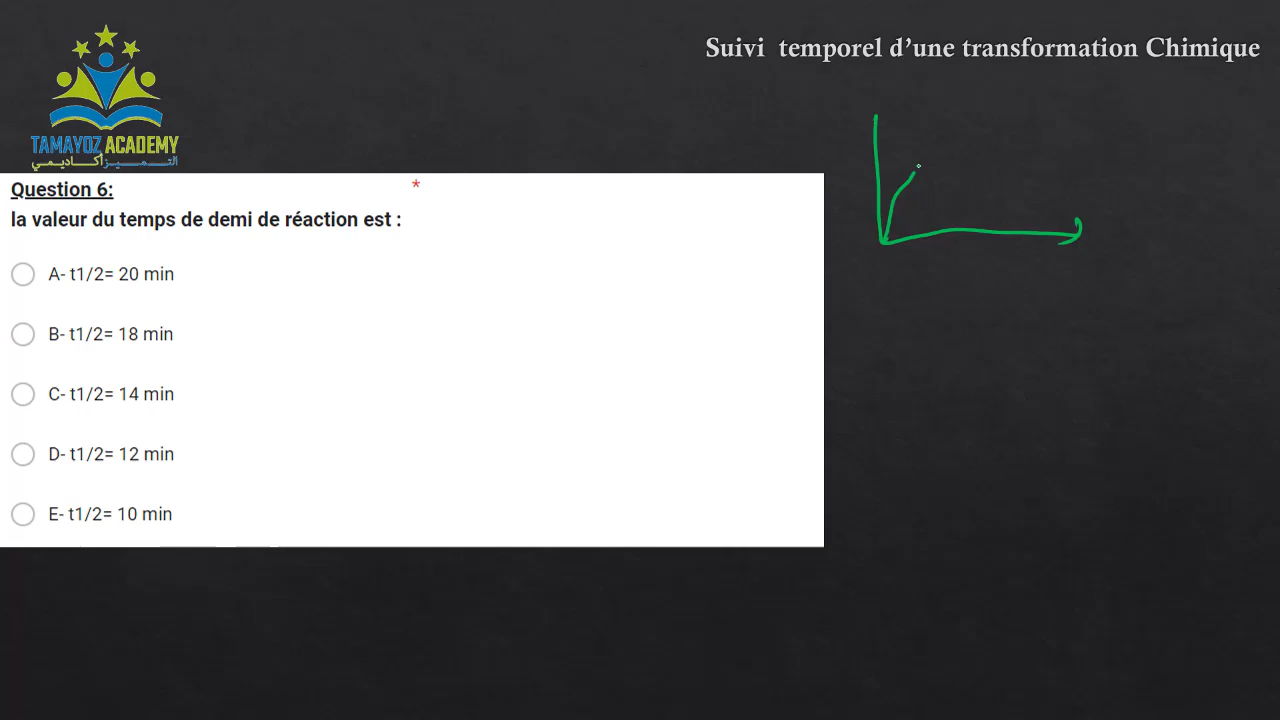 Suivi temporel d’une transformation Chimique
TAMAYOZ ACADEMY
التميز أكاديمي
Question 6: *
la valeur du temps de demi de réaction est :
A- t1/2= 20 min
B- t1/2= 18 min
C- t1/2= 14 min
D- t1/2= 12 min
E- t1/2= 10 min